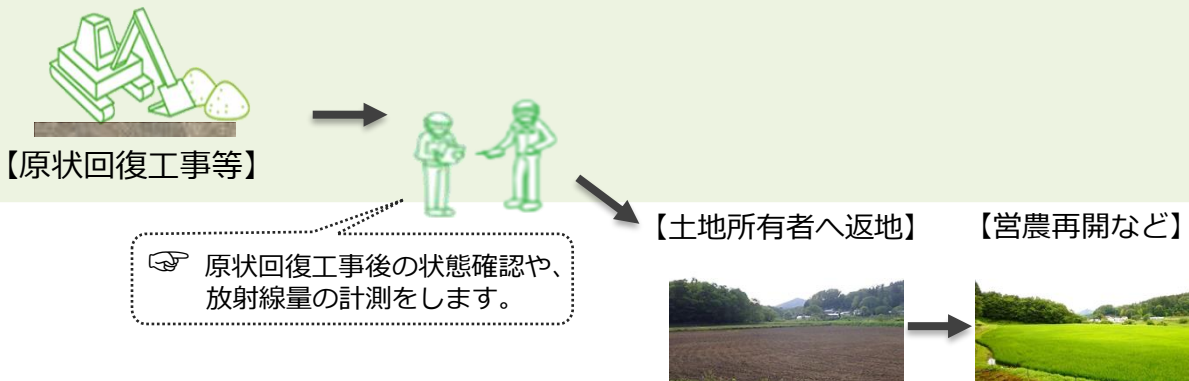 【原状回復工事等】
【土地所有者へ返地】
【営農再開など】
☞ 原状回復工事後の状態確認や、
放射線量の計測をします。